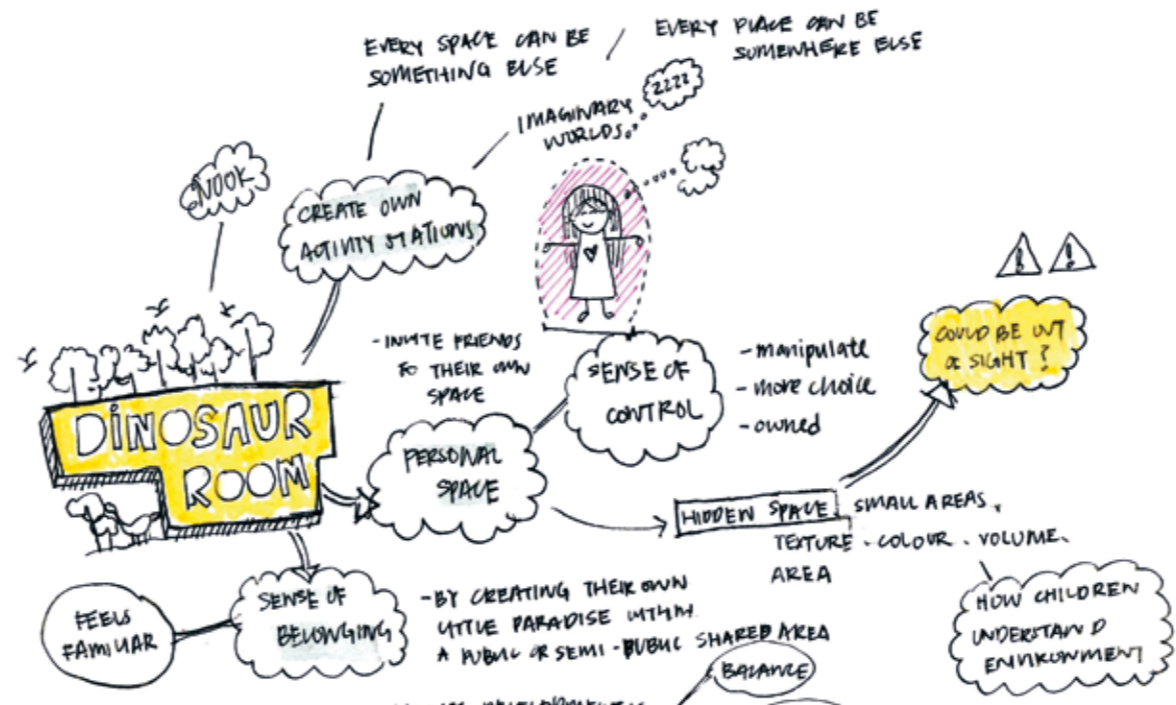 EVERY SPACE CAN BE
SOMETHING ELSE
/
EVERY PLACE CAN BE
SOMEWHERE ELSE
IMAGINARY
WORLDS
ZZZZ
NOOK
CREATE OWN
ACTIVITY STATIONS
DINOSAUR
ROOM
- INVITE FRIENDS
TO THEIR OWN
SPACE
SENSE OF
CONTROL
- manipulate
- more choice
- owned
! !
COULD BE OUT
OF SIGHT?
PERSONAL
SPACE
HIDDEN SPACE. SMALL AREAS.
TEXTURE. COLOUR. VOLUME.
AREA
HOW CHILDREN
UNDERSTAND
ENVIRONMENT
FEELS
FAMILIAR
SENSE OF
BELONGING
- BY CREATING THEIR OWN
LITTLE PARADISE WITHIN
A PUBLIC OR SEMI-PUBLIC SHARED AREA
BALANCE